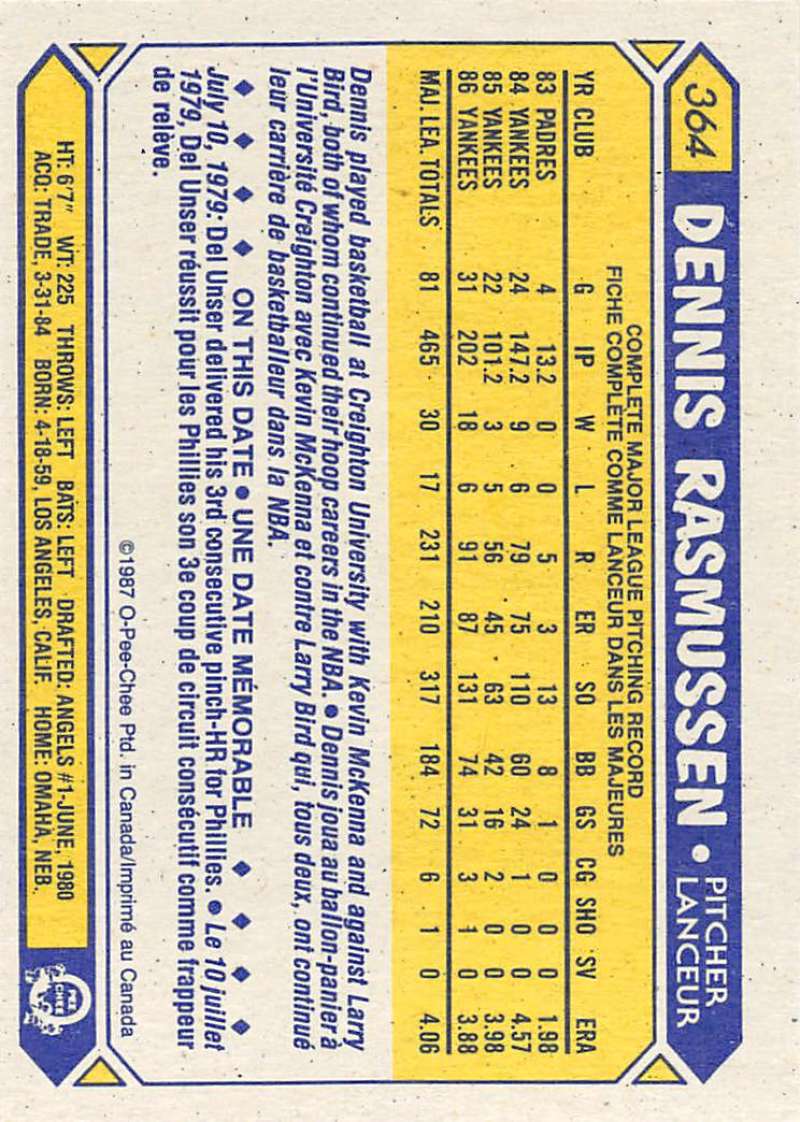 364 DENNIS RASMUSSEN • PITCHER LANCEUR
COMPLETE MAJOR LEAGUE PITCHING RECORD
FICHE COMPLÈTE COMME LANCEUR DANS LES MAJEURES
YR CLUB G IP W L R ER SO BB GS CG SHO SV ERA
83 PADRES 4 13.2 0 0 5 3 13 8 1 0 0 0 1.98
84 YANKEES 24 147.2 9 6 79 75 110 60 24 1 0 0 4.57
85 YANKEES 22 101.2 3 5 56 45 63 42 16 2 0 0 3.98
86 YANKEES 31 202 18 6 91 87 131 74 31 3 1 0 3.88
MAJ. LEA. TOTALS 81 465 30 17 231 210 317 184 72 6 1 0 4.06
Dennis played basketball at Creighton University with Kevin McKenna and against Larry
Bird, both of whom continued their hoop careers in the NBA. • Dennis joua au ballon-panier à
l'Université Creighton avec Kevin McKenna et contre Larry Bird qui, tous deux, ont continué
leur carrière de basketballeur dans la NBA.
♦ ♦ ♦ ♦ ON THIS DATE • UNE DATE MÉMORABLE ♦ ♦ ♦ ♦
July 10, 1979: Del Unser delivered his 3rd consecutive pinch-HR for Phillies. • Le 10 juillet
1979, Del Unser réussit pour les Phillies son 3e coup de circuit consécutif comme frappeur
de relève.
©1987 O-Pee-Chee Ptd. in Canada/Imprimé au Canada
HT: 6'7" WT: 225 THROWS: LEFT BATS: LEFT DRAFTED: ANGELS #1-JUNE, 1980
ACQ: TRADE, 3-31-84 BORN: 4-18-59, LOS ANGELES, CALIF. HOME: OMAHA, NEB.
O-PEE-CHEE